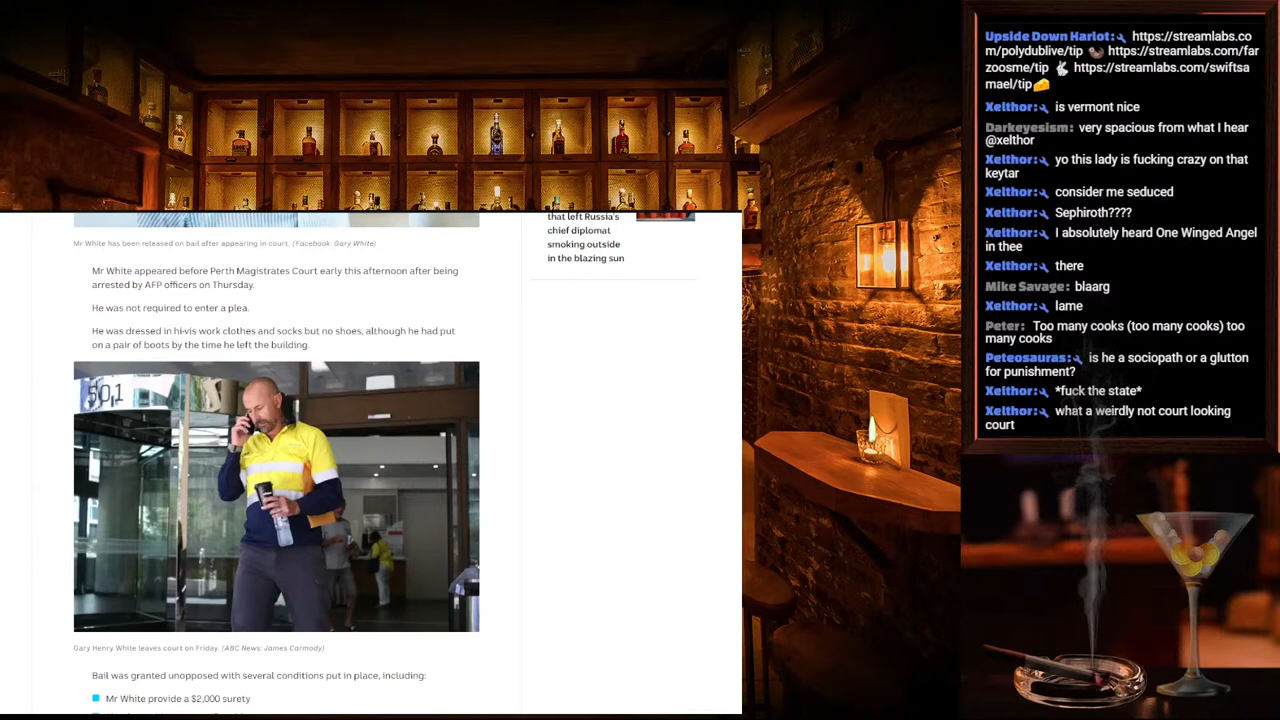 that left Russia's
chief diplomat
smoking outside
in the blazing sun
Mr White has been released on bail after appearing in court. (Facebook: Gary White)
Mr White appeared before Perth Magistrates Court early this afternoon after being
arrested by AFP officers on Thursday.
He was not required to enter a plea.
He was dressed in hi-vis work clothes and socks but no shoes, although he had put
on a pair of boots by the time he left the building.
501
Gary Henry White leaves court on Friday. (ABC News: James Carmody)
Bail was granted unopposed with several conditions put in place, including:
Mr White provide a $2,000 surety
Upside Down Harlot: https://streamlabs.co
m/polydublive/tip https://streamlabs.com/far
zoosme/tip https://streamlabs.com/swiftsa
mael/tip
Xelthor: is vermont nice
Darkeyesism: very spacious from what I hear
@xelthor
Xelthor: yo this lady is fucking crazy on that
keytar
Xelthor: consider me seduced
Xelthor: Sephiroth????
Xelthor: I absolutely heard One Winged Angel
in thee
Xelthor: there
Mike Savage: blaarg
Xelthor: lame
Peter: Too many cooks (too many cooks) too
many cooks
Peteosauras: is he a sociopath or a glutton
for punishment?
Xelthor: *fuck the state*
Xelthor: what a weirdly not court looking
court